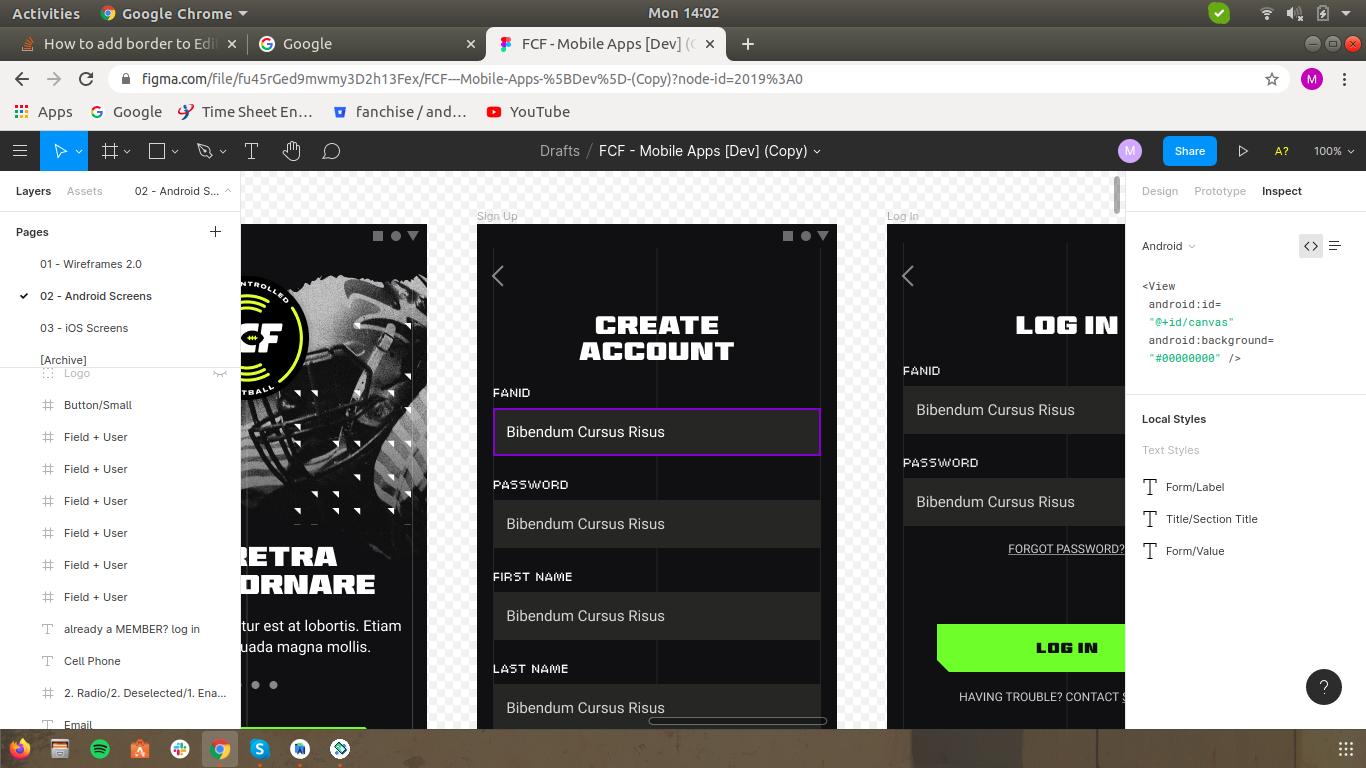 Activities
Google Chrome
Mon 14:02
How to add border to Edi
Google
FCF - Mobile Apps [Dev] (
figma.com/file/fu45rGed9mwmy3D2h13Fex/FCF---Mobile-Apps-%5BDev%5D-(Copy)?node-id=2019%3A0
M
Apps
Google
Time Sheet En...
fanchise / and...
YouTube
Drafts / FCF - Mobile Apps [Dev] (Copy)
M
Share
A?
100%
Layers
Assets
02 - Android S...
Pages
01 - Wireframes 2.0
02 - Android Screens
03 - iOS Screens
[Archive]
Logo
Button/Small
Field + User
Field + User
Field + User
Field + User
Field + User
Field + User
already a MEMBER? log in
Cell Phone
2. Radio/2. Deselected/1. Ena...
Email
NTROLLED
CF
TBALL
RETRA
ORNARE
tur est at lobortis. Etiam
uada magna mollis.
Sign Up
CREATE
ACCOUNT
FANID
Bibendum Cursus Risus
PASSWORD
Bibendum Cursus Risus
FIRST NAME
Bibendum Cursus Risus
LAST NAME
Bibendum Cursus Risus
Log In
LOG IN
FANID
Bibendum Cursus Risus
PASSWORD
Bibendum Cursus Risus
FORGOT PASSWORD?
LOG IN
HAVING TROUBLE? CONTACT S
Design
Prototype
Inspect
Android
<View
android:id=
"@+id/canvas"
android:background=
"#00000000" />
Local Styles
Text Styles
Form/Label
Title/Section Title
Form/Value
?